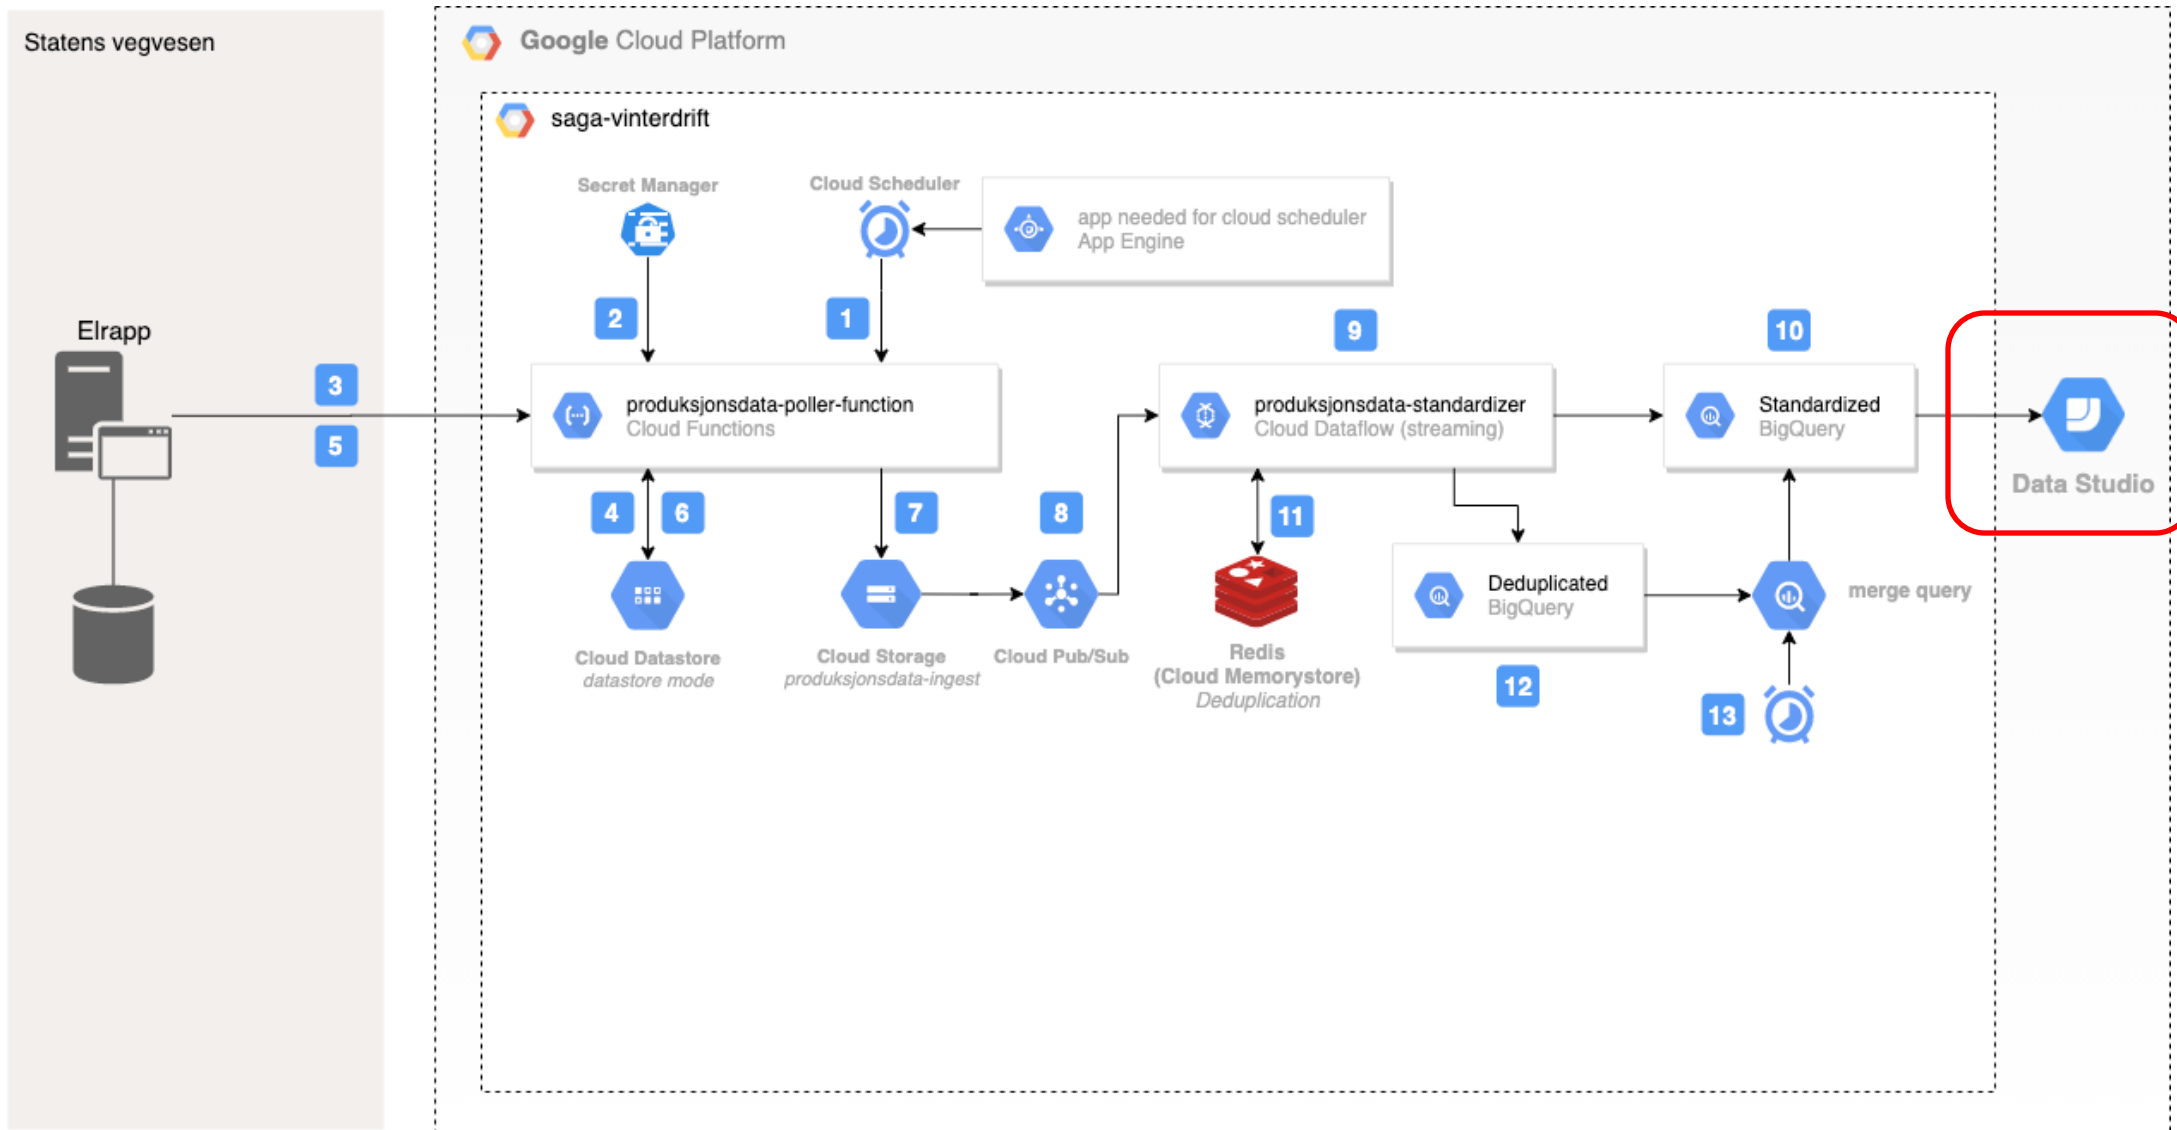 Statens vegvesen
Google Cloud Platform
saga-vinterdrift
Secret Manager
Cloud Scheduler
app needed for cloud scheduler
App Engine
2
1
9
10
Elrapp
3
5
produksjonsdata-poller-function
Cloud Functions
produksjonsdata-standardizer
Cloud Dataflow (streaming)
Standardized
BigQuery
Data Studio
4
6
7
8
11
Deduplicated
BigQuery
merge query
Cloud Datastore
datastore mode
Cloud Storage
produksjonsdata-ingest
Cloud Pub/Sub
Redis
(Cloud Memorystore)
Deduplication
12
13